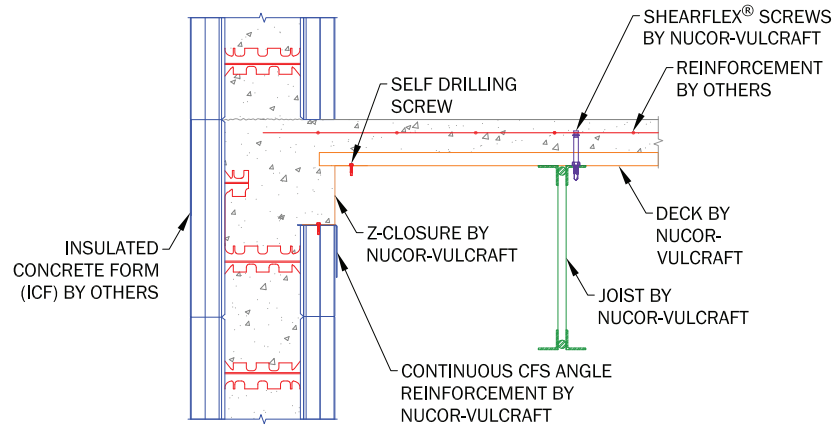 SHEARFLEX® SCREWS
BY NUCOR-VULCRAFT
REINFORCEMENT
BY OTHERS
SELF DRILLING
SCREW
DECK BY
NUCOR-
VULCRAFT
Z-CLOSURE BY
NUCOR-VULCRAFT
INSULATED
CONCRETE FORM
(ICF) BY OTHERS
JOIST BY
NUCOR-VULCRAFT
CONTINUOUS CFS ANGLE
REINFORCEMENT BY
NUCOR-VULCRAFT